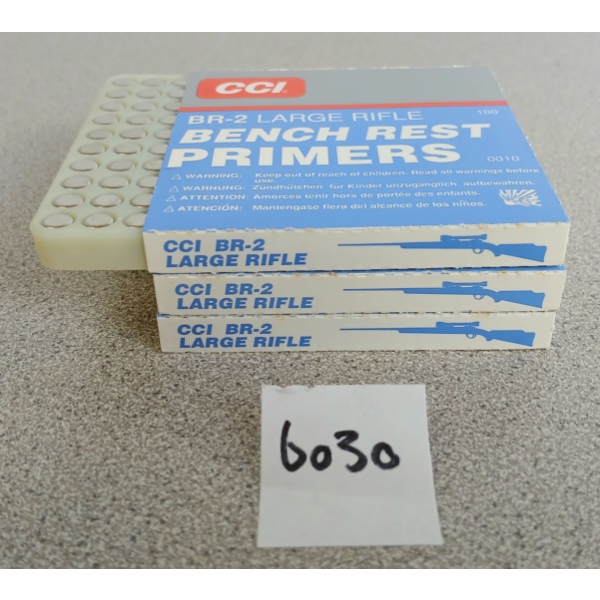 CCI
BR-2 LARGE RIFLE 100
BENCH REST
PRIMERS 0010
⚠ WARNING: Keep out of reach of children. Read all warnings before
use.
⚠ WARNUNG: Zündhütchen für Kinder unzugänglich aufbewahren.
⚠ ATTENTION: Amorces tenir hors de portés des enfants.
⚠ ATENCIÓN: Mantengase fiera del alcance de los niños.
CCI BR-2
LARGE RIFLE
CCI BR-2
LARGE RIFLE
CCI BR-2
LARGE RIFLE
6030